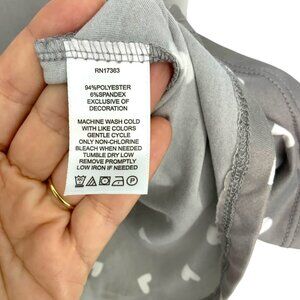 RN17363
94%POLYESTER
6%SPANDEX
EXCLUSIVE OF
DECORATION
MACHINE WASH COLD
WITH LIKE COLORS
GENTLE CYCLE
ONLY NON-CHLORINE
BLEACH WHEN NEEDED
TUMBLE DRY LOW
REMOVE PROMPTLY
LOW IRON IF NEEDED